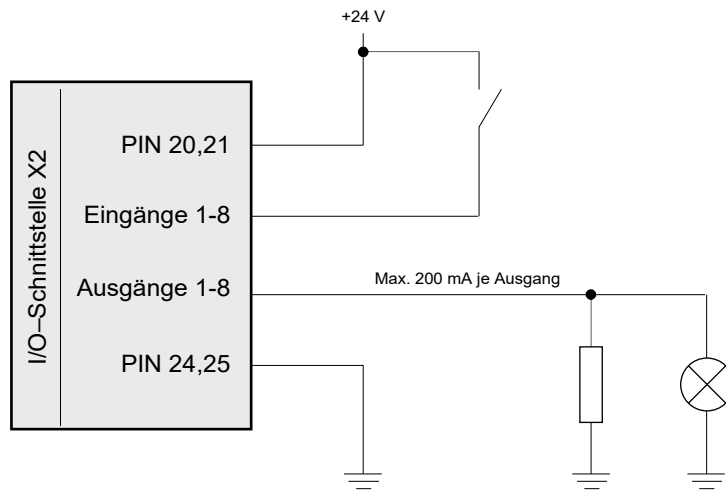 +24 V
I/O–Schnittstelle X2
PIN 20,21
Eingänge 1-8
Ausgänge 1-8
Max. 200 mA je Ausgang
PIN 24,25